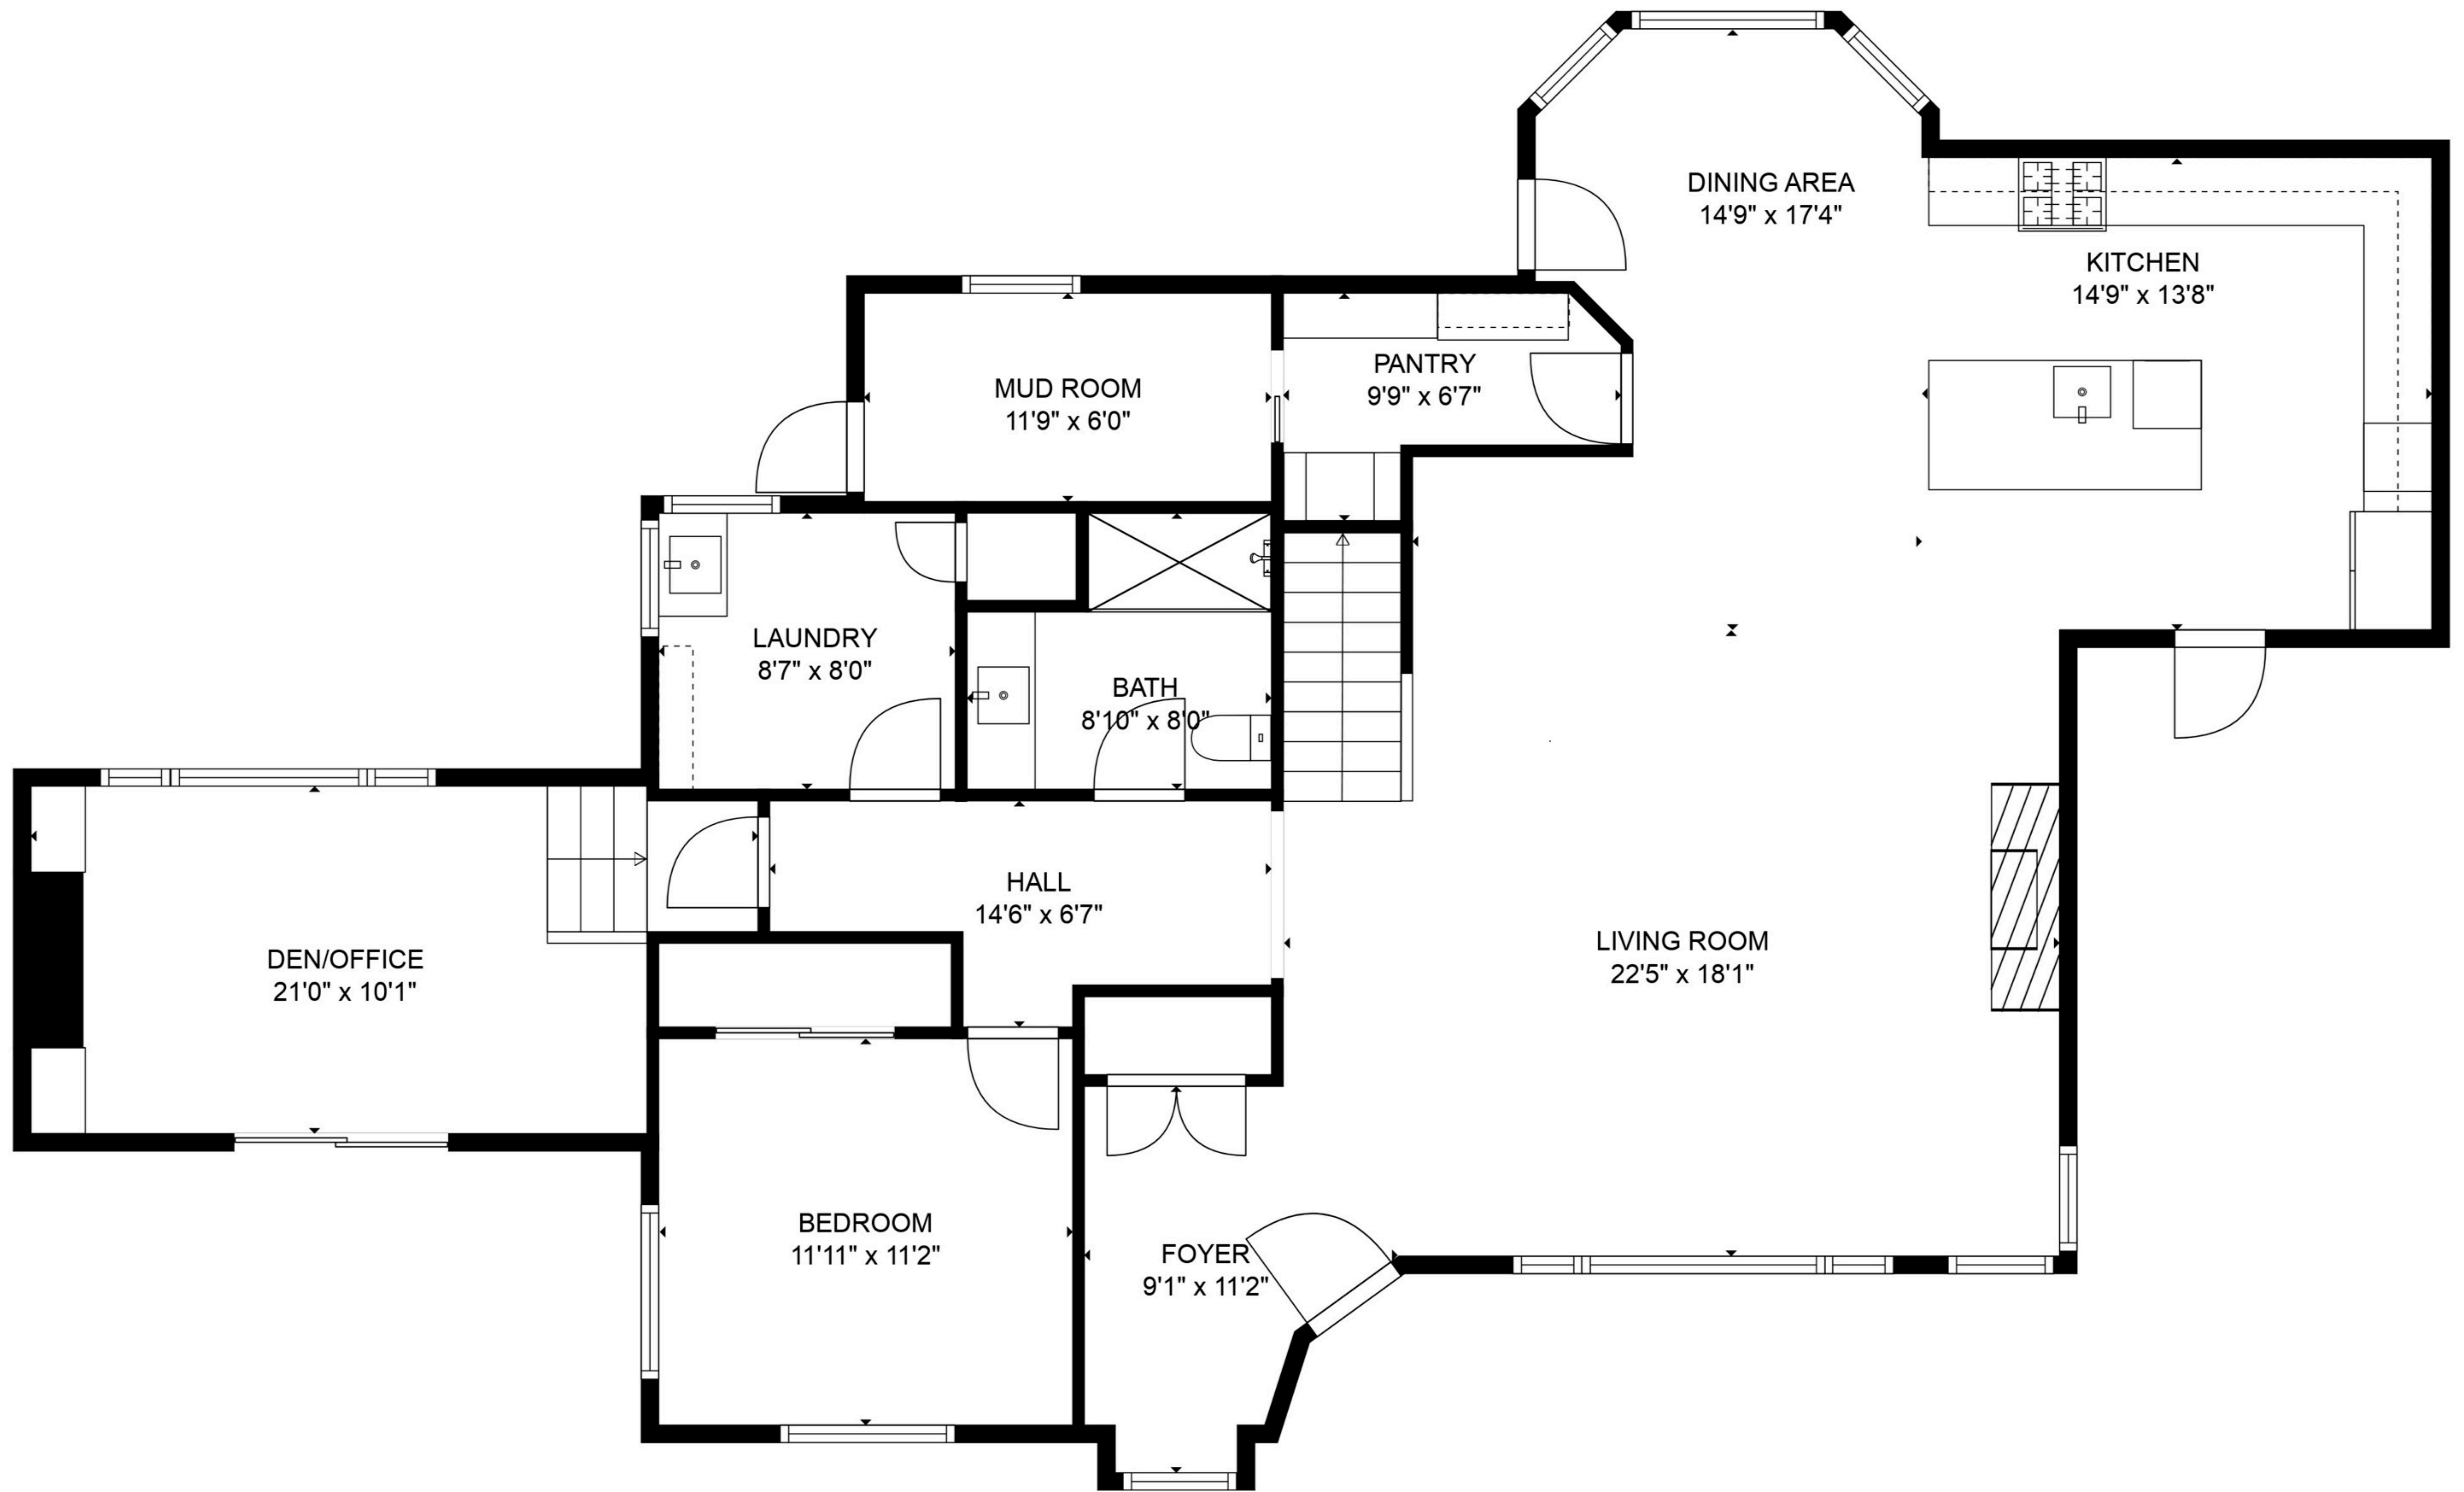 DINING AREA
14'9" x 17'4"
KITCHEN
14'9" x 13'8"
PANTRY
9'9" x 6'7"
MUD ROOM
11'9" x 6'0"
LAUNDRY
8'7" x 8'0"
BATH
8'10" x 8'0"
HALL
14'6" x 6'7"
LIVING ROOM
22'5" x 18'1"
DEN/OFFICE
21'0" x 10'1"
BEDROOM
11'11" x 11'2"
FOYER
9'1" x 11'2"